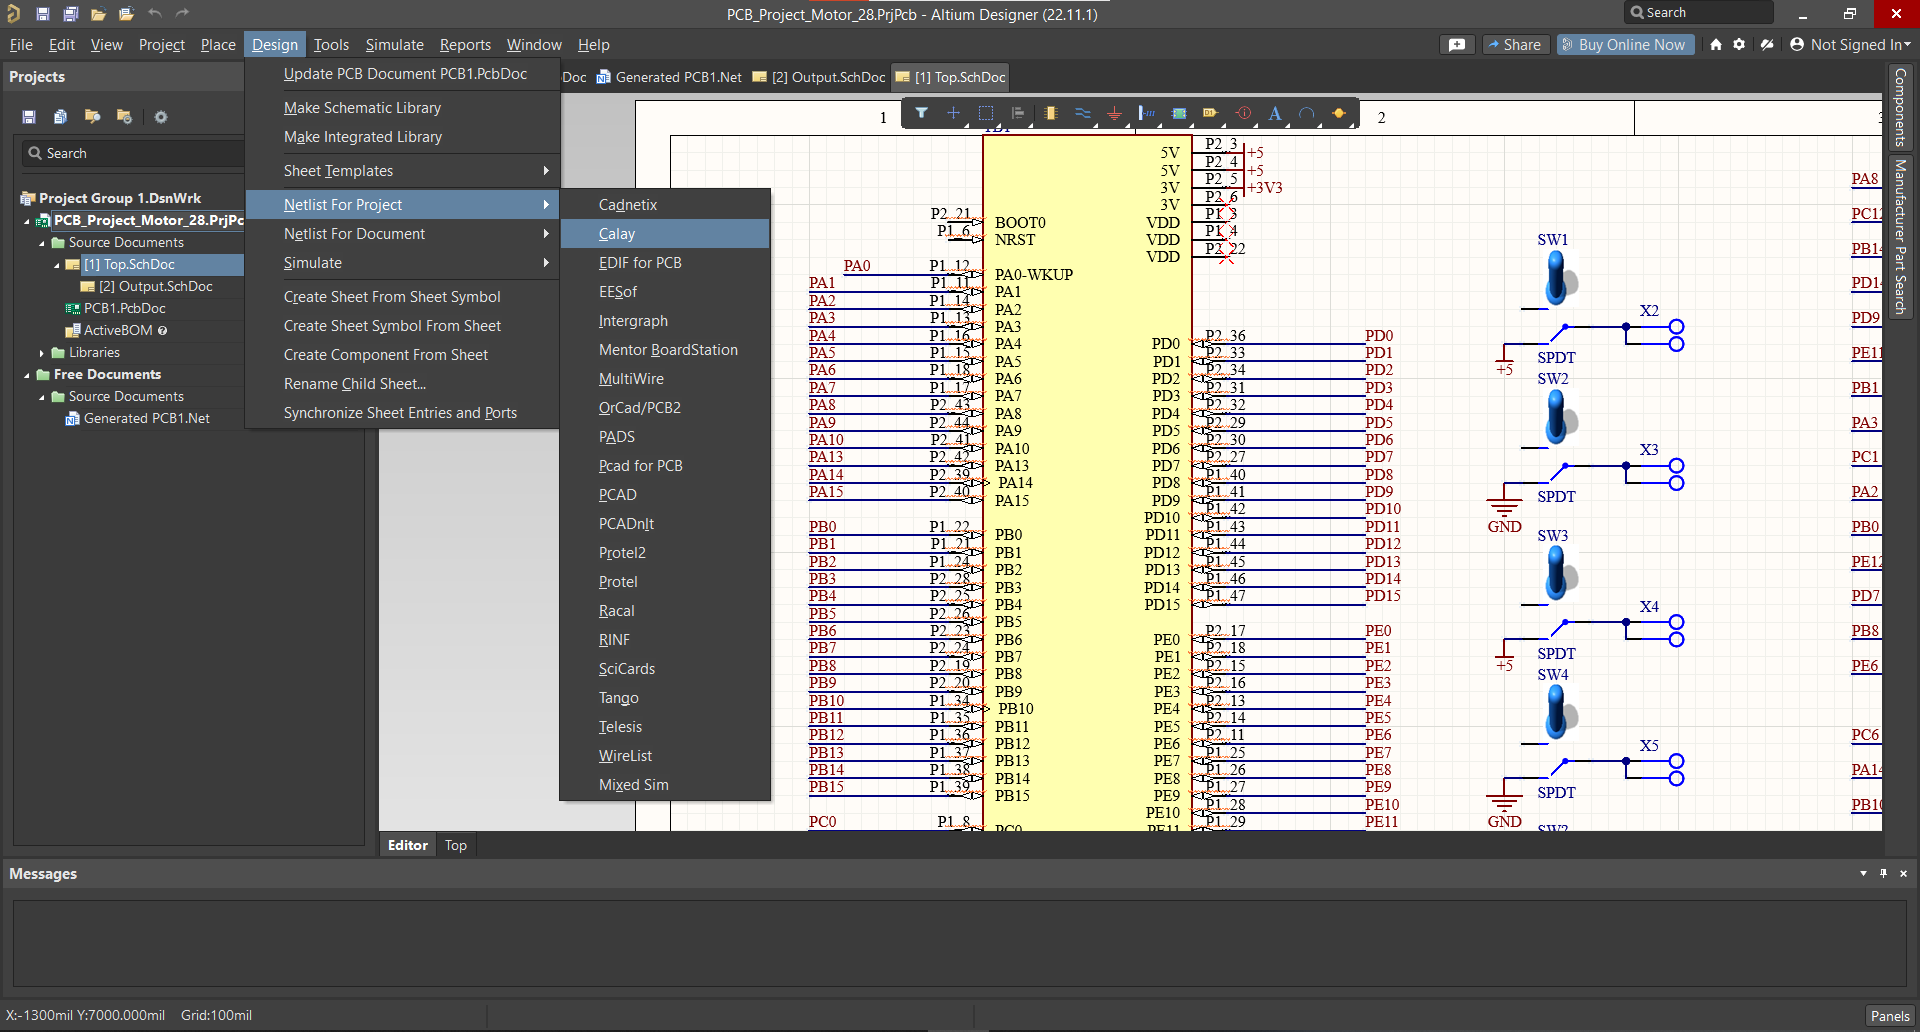 PCB_Project_Motor_28.PrjPcb - Altium Designer (22.11.1)
Search
File Edit View Project Place Design Tools Simulate Reports Window Help
Share
Buy Online Now
Not Signed In
Projects
Search
Project Group 1.DsnWrk
PCB_Project_Motor_28.PrjPc
Source Documents
[1] Top.SchDoc
[2] Output.SchDoc
PCB1.PcbDoc
ActiveBOM
Libraries
Free Documents
Source Documents
Generated PCB1.Net
Update PCB Document PCB1.PcbDoc
Make Schematic Library
Make Integrated Library
Sheet Templates
Netlist For Project
Netlist For Document
Simulate
Create Sheet From Sheet Symbol
Create Sheet Symbol From Sheet
Create Component From Sheet
Rename Child Sheet...
Synchronize Sheet Entries and Ports
Cadnetix
Calay
EDIF for PCB
EESof
Intergraph
Mentor BoardStation
MultiWire
OrCad/PCB2
PADS
Pcad for PCB
PCAD
PCADnlt
Protel2
Protel
Racal
RINF
SciCards
Tango
Telesis
WireList
Mixed Sim
Doc Generated PCB1.Net [2] Output.SchDoc [1] Top.SchDoc
1
2
P2_21 BOOT0
P1_6 NRST
PA0 P1_12 PA0-WKUP
PA1 P1_11 PA1
PA2 P1_14 PA2
PA3 P1_13 PA3
PA4 P1_16 PA4
PA5 P1_15 PA5
PA6 P1_18 PA6
PA7 P1_17 PA7
PA8 P2_43 PA8
PA9 P2_44 PA9
PA10 P2_41 PA10
PA13 P2_42 PA13
PA14 P2_39 PA14
PA15 P2_40 PA15
PB0 P1_22 PB0
PB1 P1_21 PB1
PB2 P1_24 PB2
PB3 P2_28 PB3
PB4 P2_25 PB4
PB5 P2_26 PB5
PB6 P2_23 PB6
PB7 P2_24 PB7
PB8 P2_19 PB8
PB9 P2_20 PB9
PB10 P1_34 PB10
PB11 P1_35 PB11
PB12 P1_36 PB12
PB13 P1_37 PB13
PB14 P1_38 PB14
PB15 P1_39 PB15
PC0 P1_8 PC0
5V P2_3 +5
5V P2_4 +5
3V P2_5 +3V3
3V P2_6
VDD P1_3
VDD P1_4
VDD P2_22
PD0 P2_36 PD0
PD1 P2_33 PD1
PD2 P2_34 PD2
PD3 P2_31 PD3
PD4 P2_32 PD4
PD5 P2_29 PD5
PD6 P2_30 PD6
PD7 P2_27 PD7
PD8 P1_40 PD8
PD9 P1_41 PD9
PD10 P1_42 PD10
PD11 P1_43 PD11
PD12 P1_44 PD12
PD13 P1_45 PD13
PD14 P1_46 PD14
PD15 P1_47 PD15
PE0 P2_17 PE0
PE1 P2_18 PE1
PE2 P2_15 PE2
PE3 P2_16 PE3
PE4 P2_13 PE4
PE5 P2_14 PE5
PE6 P2_11 PE6
PE7 P1_25 PE7
PE8 P1_26 PE8
PE9 P1_27 PE9
PE10 P1_28 PE10
PE11 P1_29 PE11
SW1
X2
+5
SPDT
SW2
X3
GND
SPDT
SW3
X4
+5
SPDT
SW4
X5
GND
SPDT
PA8
PC12
PB14
PD14
PD9
PE11
PB1
PA3
PC1
PA2
PB0
PE12
PD7
PB8
PE6
PC6
PA14
PB10
Components
Manufacturer Part Search
Editor Top
Messages
X:-1300mil Y:7000.000mil Grid:100mil
Panels